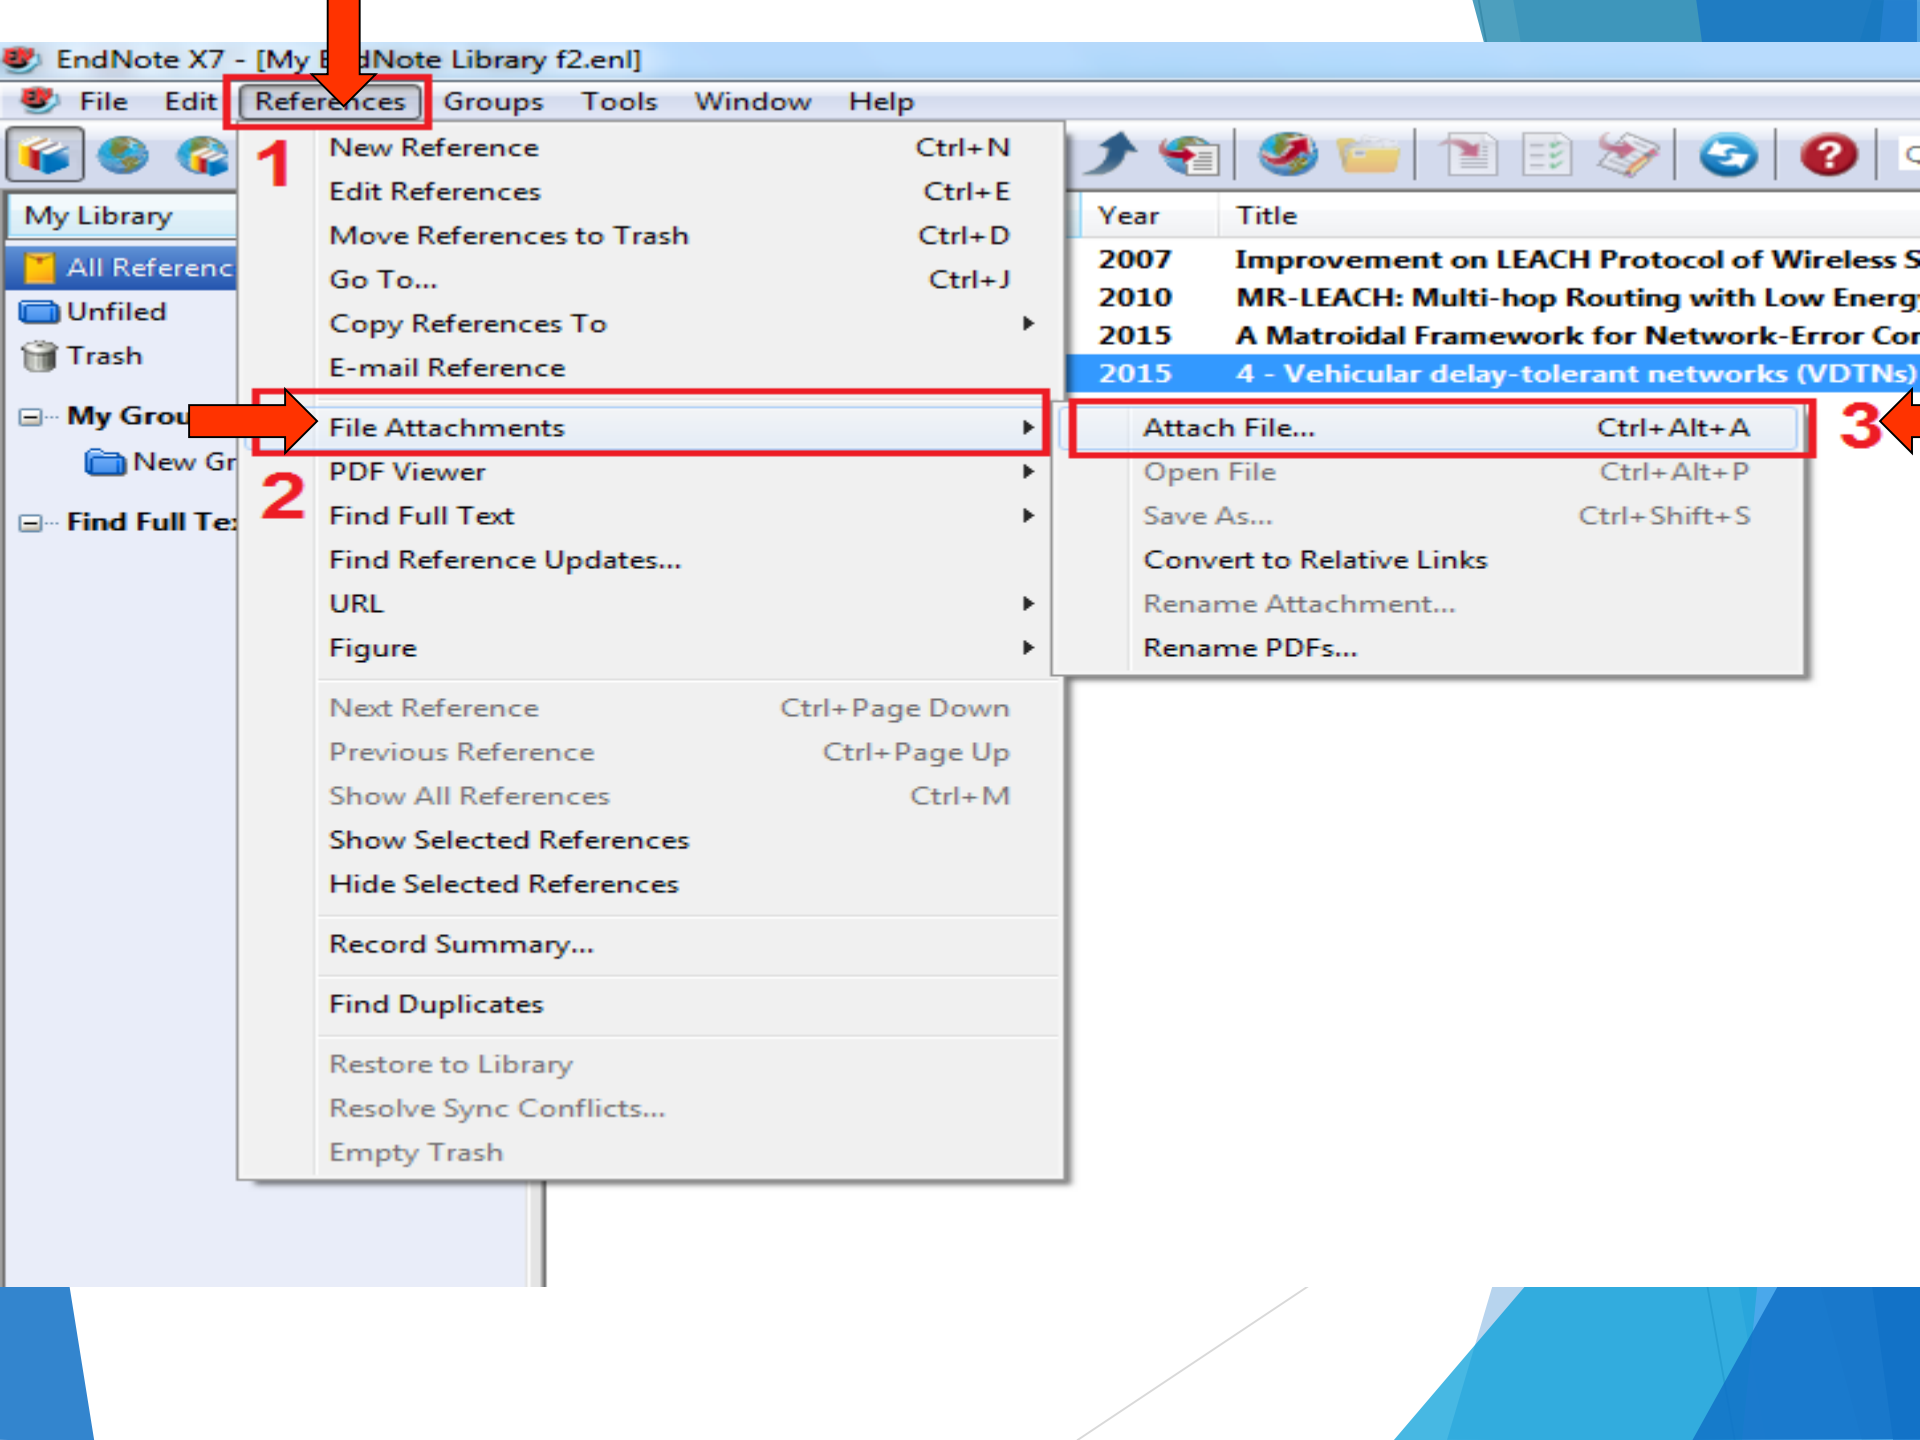 EndNote X7 - [My EndNote Library f2.enl]
File Edit References Groups Tools Window Help
1
New Reference Ctrl+N
Edit References Ctrl+E
Move References to Trash Ctrl+D
Go To... Ctrl+J
Copy References To
E-mail Reference
File Attachments
2
PDF Viewer
Find Full Text
Find Reference Updates...
URL
Figure
Next Reference Ctrl+Page Down
Previous Reference Ctrl+Page Up
Show All References Ctrl+M
Show Selected References
Hide Selected References
Record Summary...
Find Duplicates
Restore to Library
Resolve Sync Conflicts...
Empty Trash
My Library
All Referenc
Unfiled
Trash
My Grou
New Gr
Find Full Te
Year Title
2007 Improvement on LEACH Protocol of Wireless S
2010 MR-LEACH: Multi-hop Routing with Low Energ
2015 A Matroidal Framework for Network-Error Cor
2015 4 - Vehicular delay-tolerant networks (VDTNs)
Attach File... Ctrl+Alt+A
3
Open File Ctrl+Alt+P
Save As... Ctrl+Shift+S
Convert to Relative Links
Rename Attachment...
Rename PDFs...